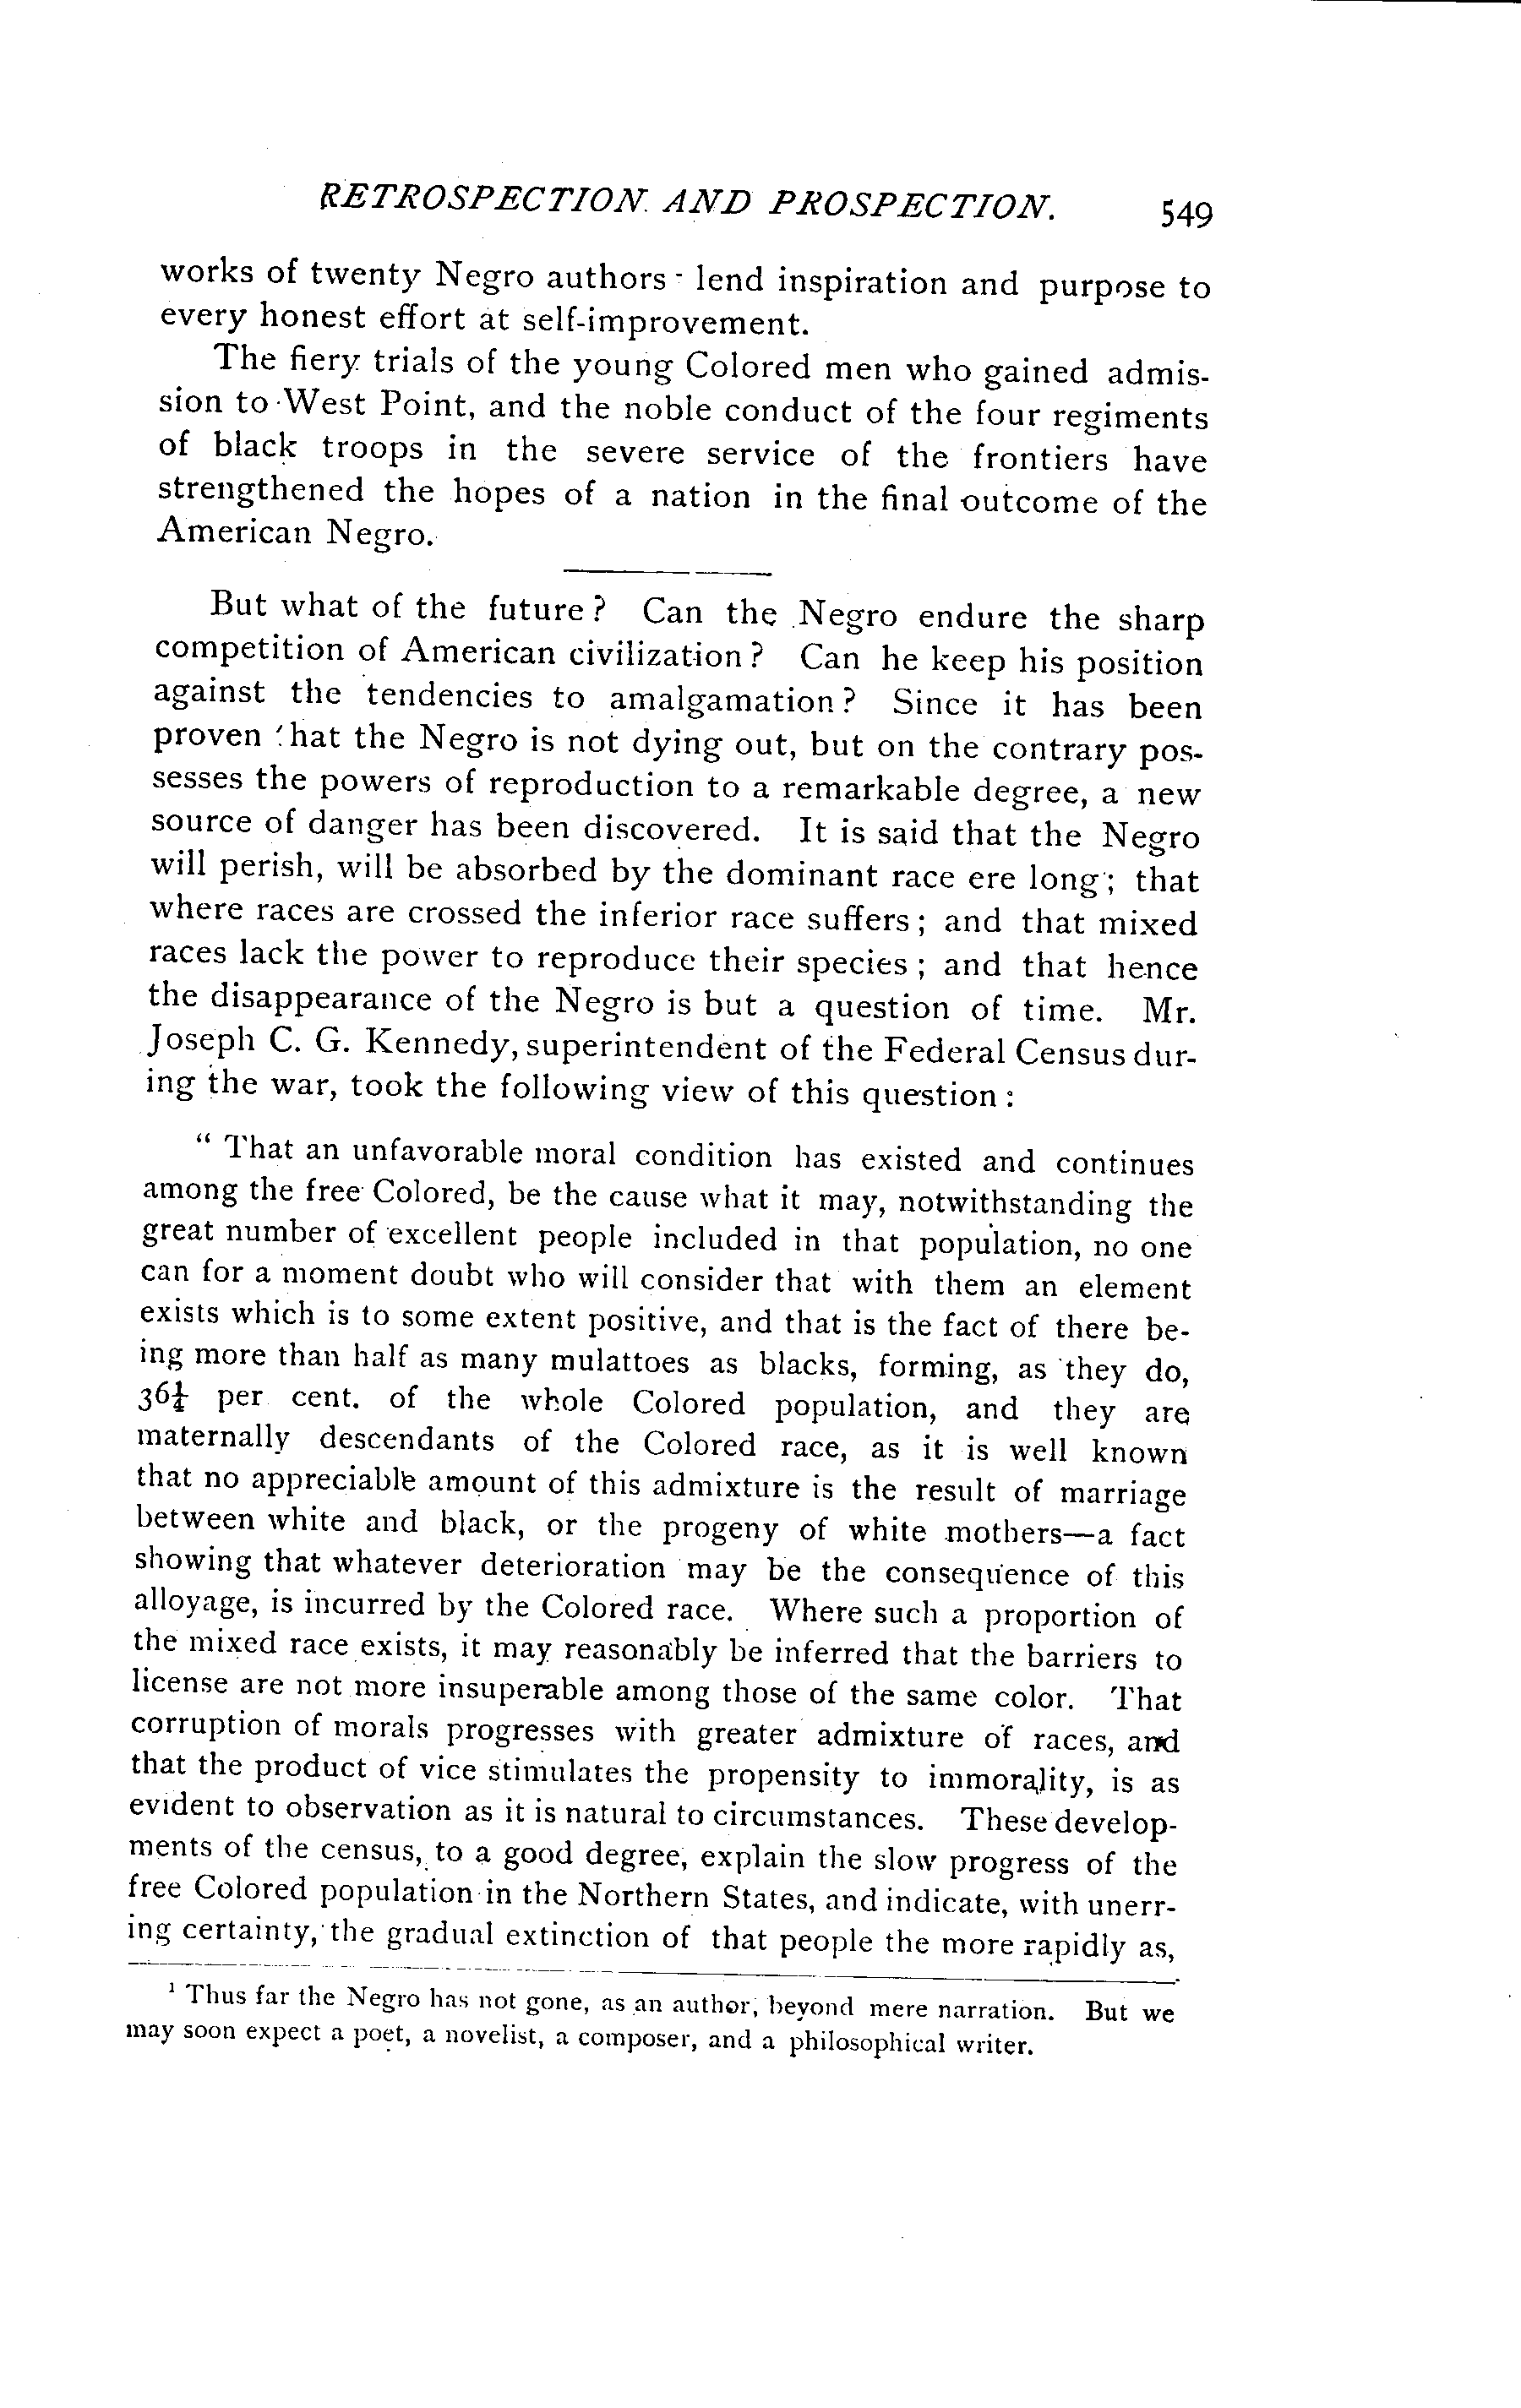 RETROSPECTION AND PROSPECTION. 549
works of twenty Negro authors ¹ lend inspiration and purpose to
every honest effort at self-improvement.
The fiery trials of the young Colored men who gained admis-
sion to West Point, and the noble conduct of the four regiments
of black troops in the severe service of the frontiers have
strengthened the hopes of a nation in the final outcome of the
American Negro.
But what of the future ? Can the Negro endure the sharp
competition of American civilization ? Can he keep his position
against the tendencies to amalgamation ? Since it has been
proven that the Negro is not dying out, but on the contrary pos-
sesses the powers of reproduction to a remarkable degree, a new
source of danger has been discovered. It is said that the Negro
will perish, will be absorbed by the dominant race ere long ; that
where races are crossed the inferior race suffers ; and that mixed
races lack the power to reproduce their species ; and that hence
the disappearance of the Negro is but a question of time. Mr.
Joseph C. G. Kennedy, superintendent of the Federal Census dur-
ing the war, took the following view of this question :
" That an unfavorable moral condition has existed and continues
among the free Colored, be the cause what it may, notwithstanding the
great number of excellent people included in that population, no one
can for a moment doubt who will consider that with them an element
exists which is to some extent positive, and that is the fact of there be-
ing more than half as many mulattoes as blacks, forming, as they do,
36¼ per cent. of the whole Colored population, and they are
maternally descendants of the Colored race, as it is well known
that no appreciable amount of this admixture is the result of marriage
between white and black, or the progeny of white mothers—a fact
showing that whatever deterioration may be the consequence of this
alloyage, is incurred by the Colored race. Where such a proportion of
the mixed race exists, it may reasonably be inferred that the barriers to
license are not more insuperable among those of the same color. That
corruption of morals progresses with greater admixture of races, and
that the product of vice stimulates the propensity to immorality, is as
evident to observation as it is natural to circumstances. These develop-
ments of the census, to a good degree, explain the slow progress of the
free Colored population in the Northern States, and indicate, with unerr-
ing certainty, the gradual extinction of that people the more rapidly as,
¹ Thus far the Negro has not gone, as an author, beyond mere narration. But we
may soon expect a poet, a novelist, a composer, and a philosophical writer.